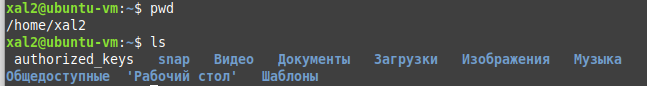 xal2@ubuntu-vm:~$ pwd
/home/xal2
xal2@ubuntu-vm:~$ ls
authorized_keys snap Видео Документы Загрузки Изображения Музыка
Общедоступные 'Рабочий стол' Шаблоны